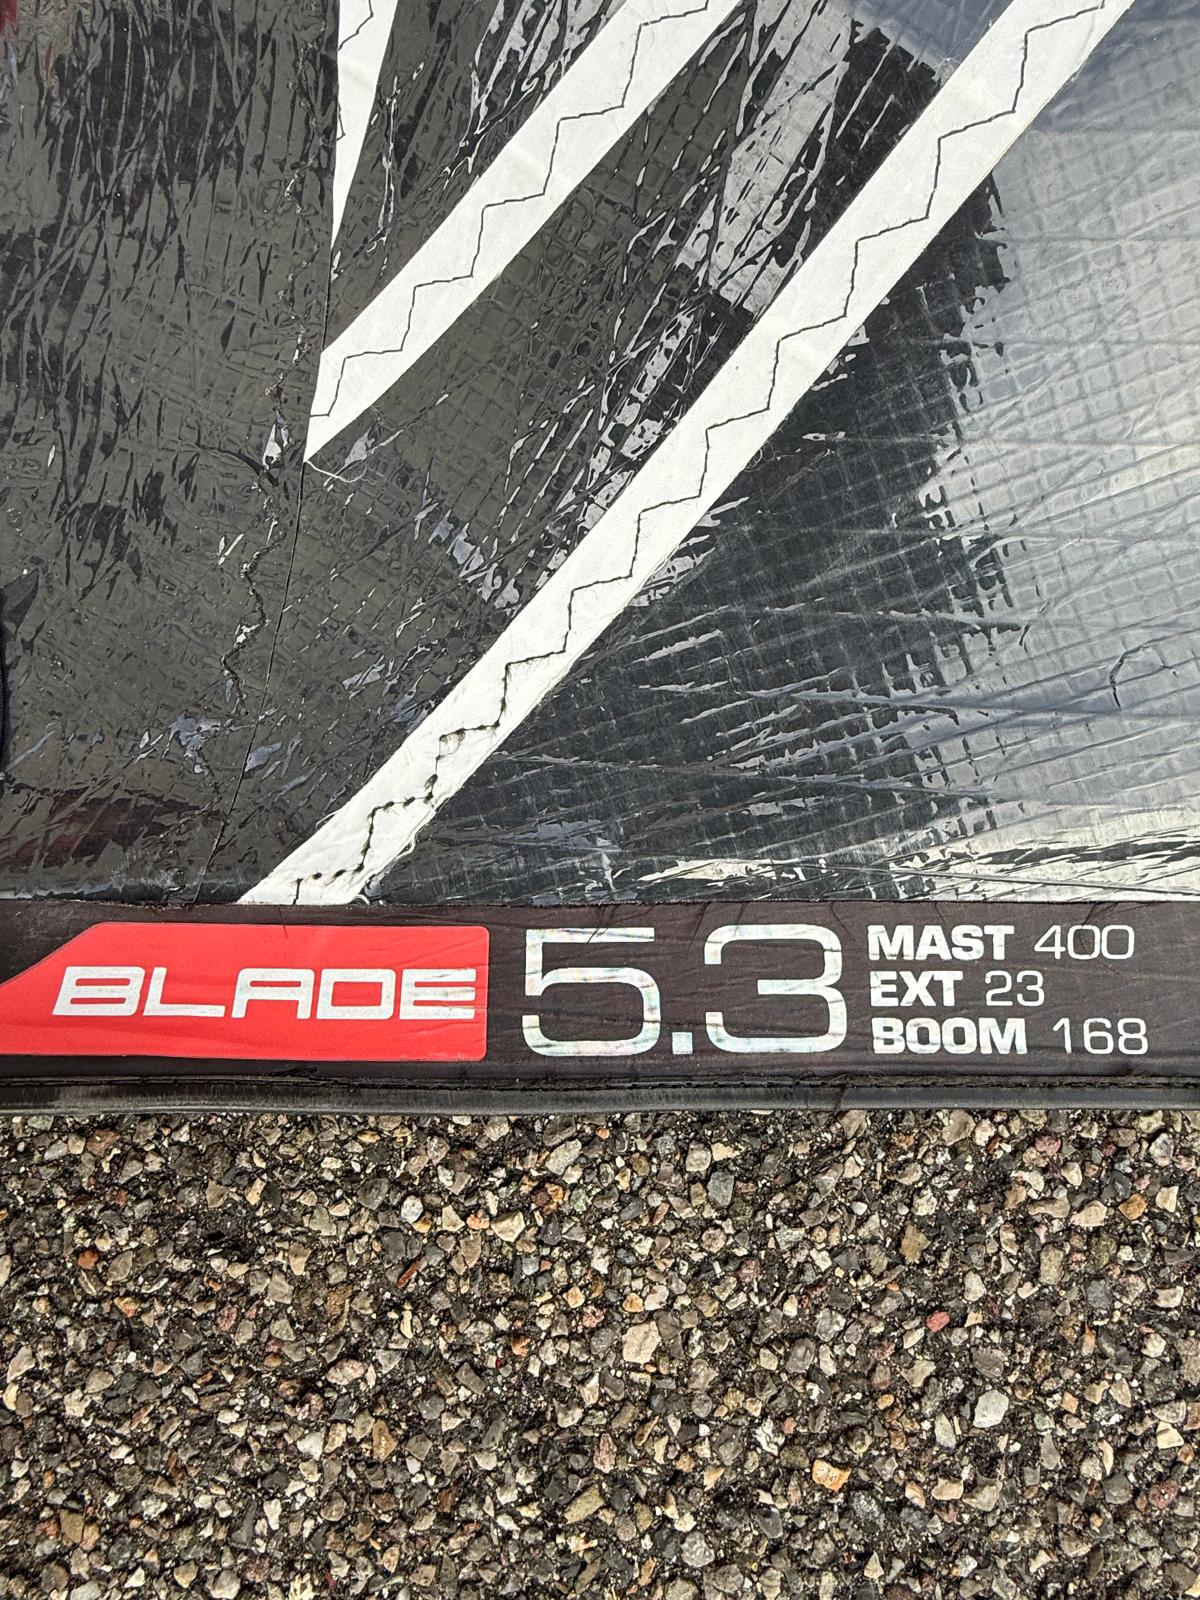 BLADE 5.3
MAST 400
EXT 23
BOOM 168